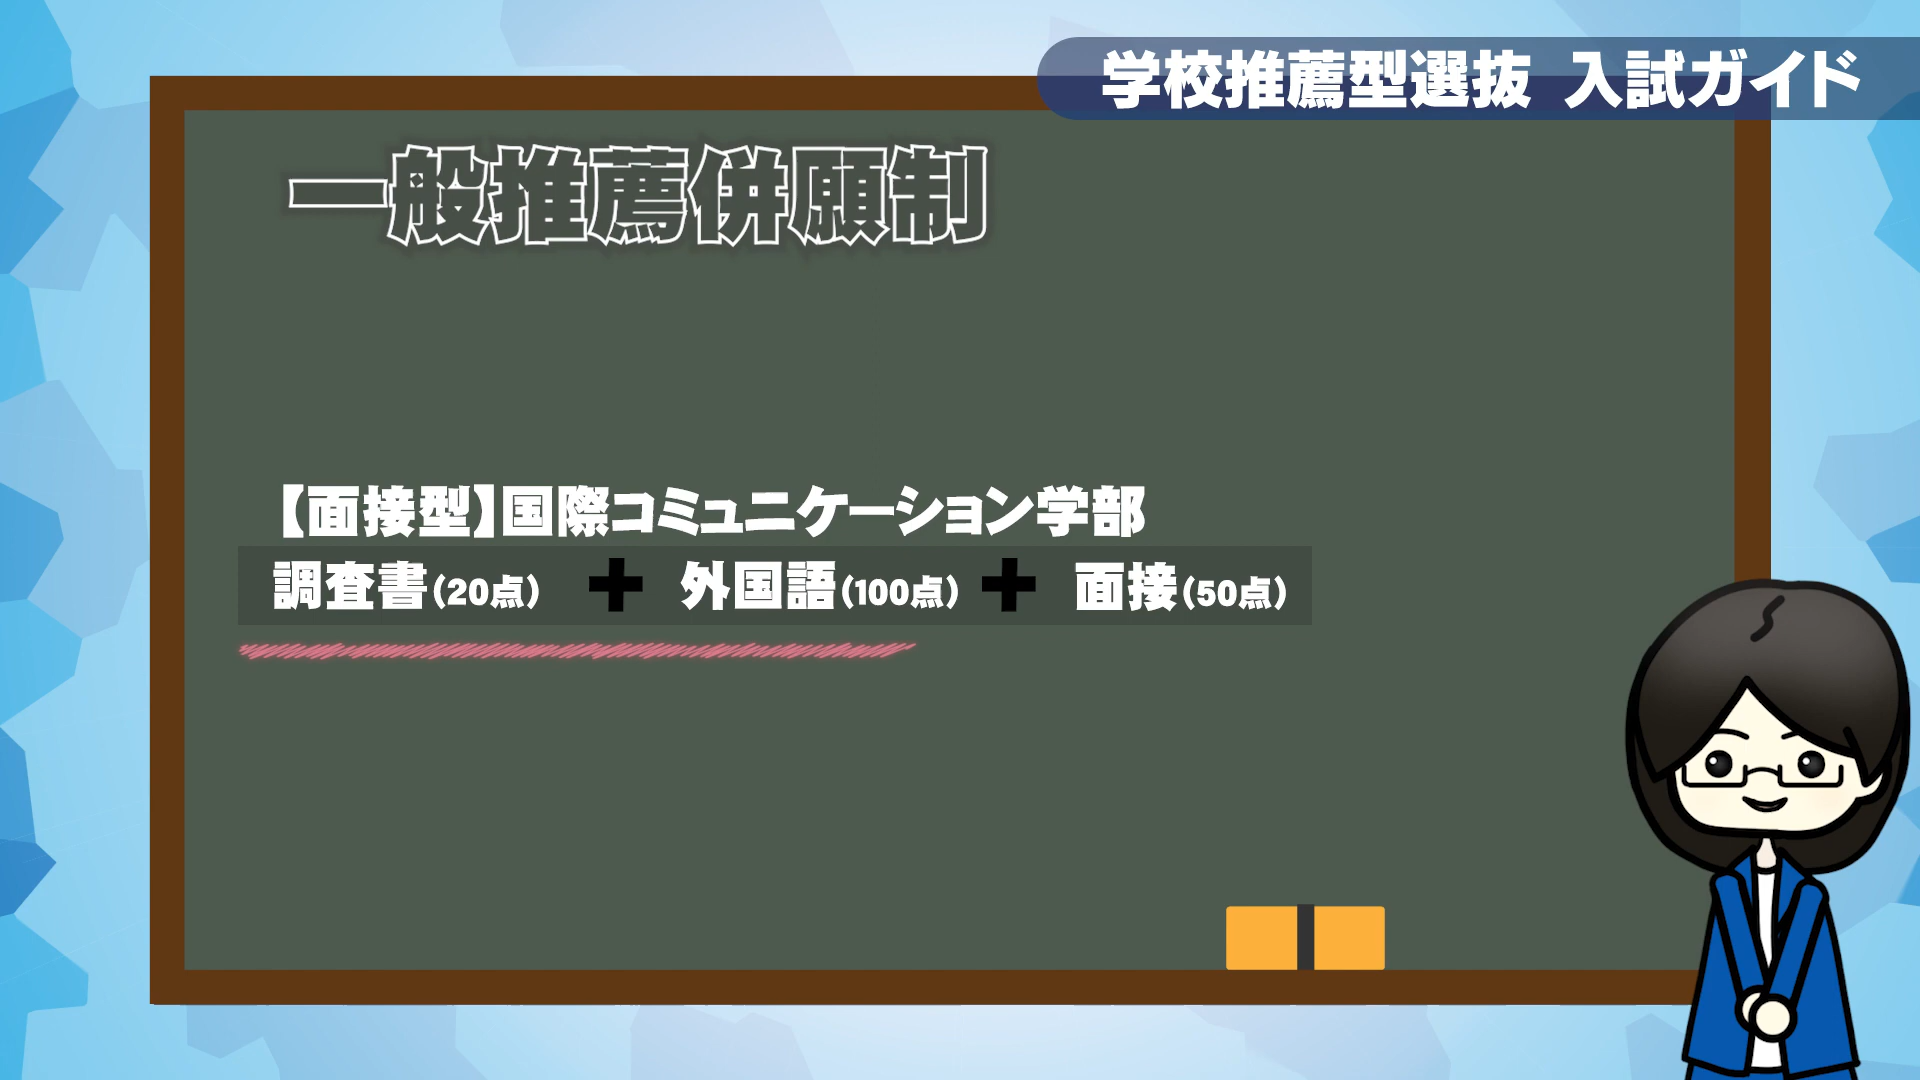 学校推薦型選抜 入試ガイド
一般推薦併願制
【面接型】国際コミュニケーション学部
調査書(20点) + 外国語(100点) + 面接(50点)